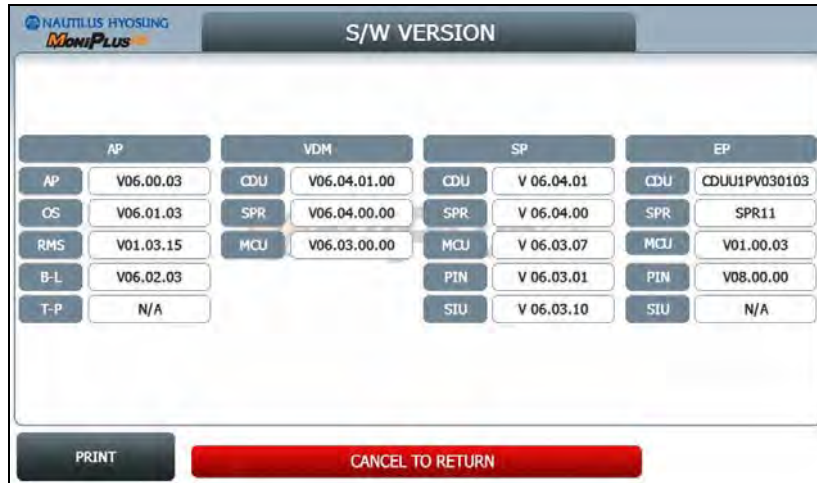 NAUTILUS HYOSUNG
MONIPLUS
S/W VERSION
AP VDM SP EP
AP V06.00.03 CDU V06.04.01.00 CDU V 06.04.01 CDU CDUU1PV030103
OS V06.01.03 SPR V06.04.00.00 SPR V 06.04.00 SPR SPR11
RMS V01.03.15 MCU V06.03.00.00 MCU V 06.03.07 MCU V01.00.03
B-L V06.02.03 PIN V 06.03.01 PIN V08.00.00
T-P N/A SIU V 06.03.10 SIU N/A
PRINT CANCEL TO RETURN